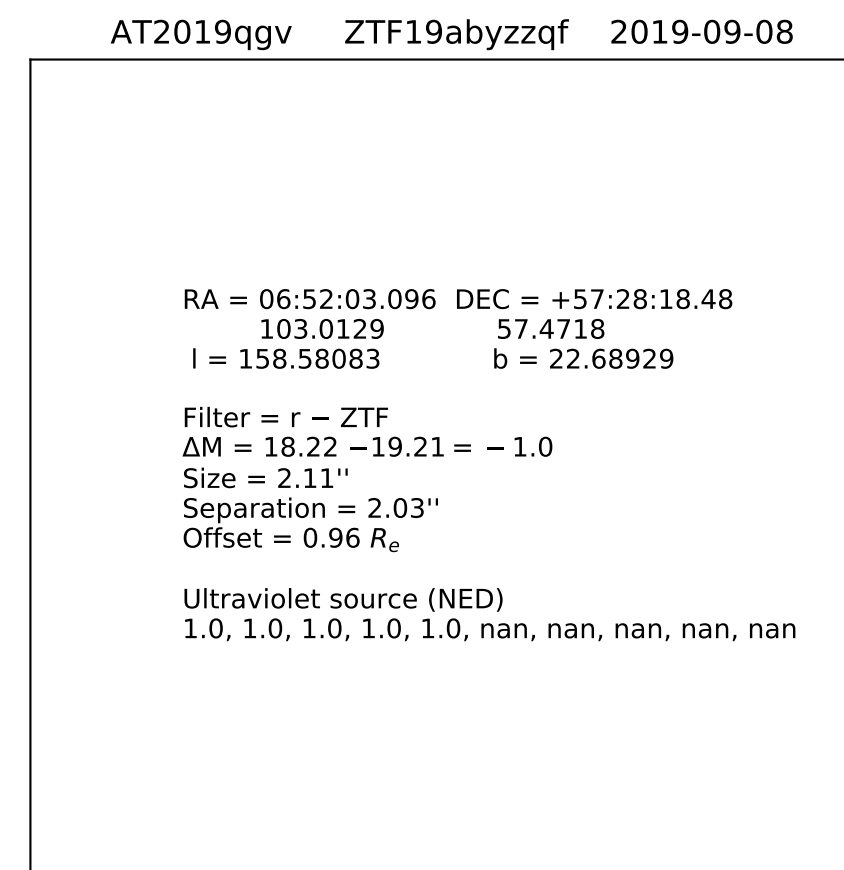 AT2019qgv ZTF19abyzzqf 2019-09-08
RA = 06:52:03.096 DEC = +57:28:18.48
103.0129 57.4718
l = 158.58083 b = 22.68929
Filter = r − ZTF
ΔM = 18.22 −19.21 = − 1.0
Size = 2.11''
Separation = 2.03''
Offset = 0.96 Rₑ
Ultraviolet source (NED)
1.0, 1.0, 1.0, 1.0, 1.0, nan, nan, nan, nan, nan